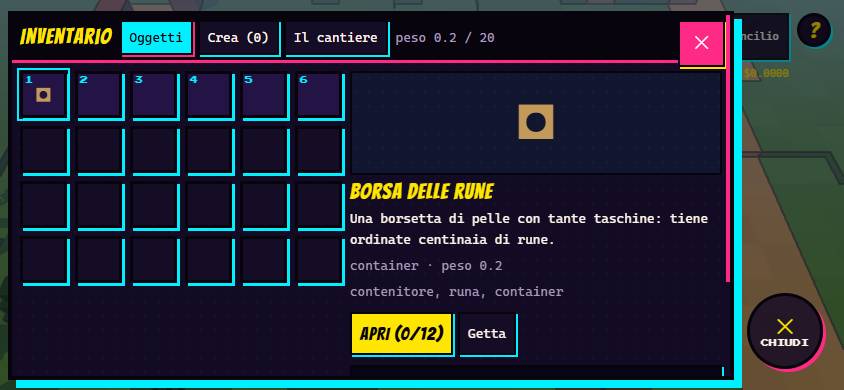 INVENTARIO Oggetti Crea (0) Il cantiere peso 0.2 / 20
ncilio ?
$0.0000
1 2 3 4 5 6
BORSA DELLE RUNE
Una borsetta di pelle con tante taschine: tiene
ordinate centinaia di rune.
container · peso 0.2
contenitore, runa, container
APRI (0/12) Getta
CHIUDI